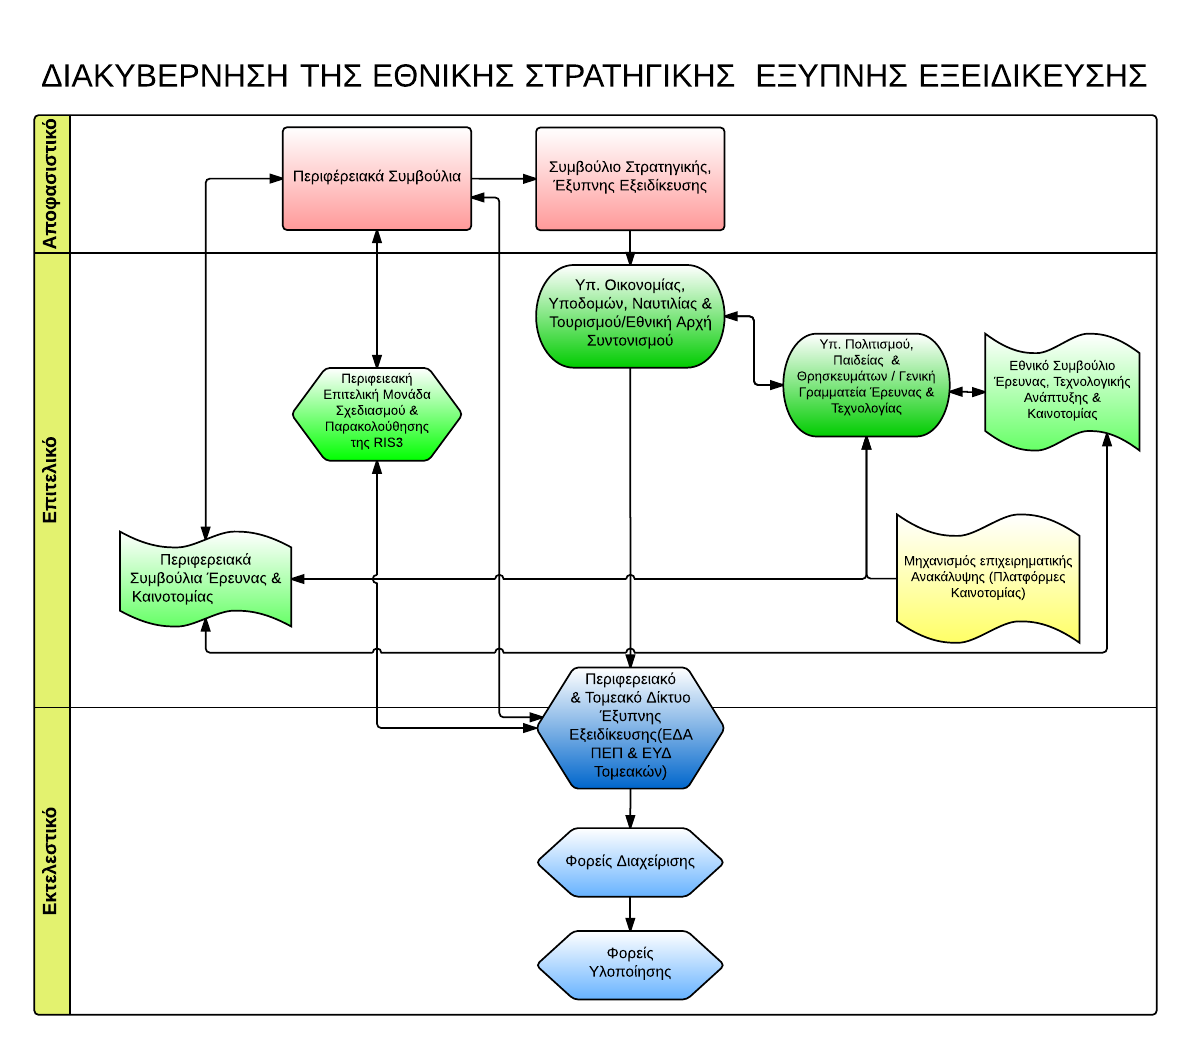 ΔΙΑΚΥΒΕΡΝΗΣΗ ΤΗΣ ΕΘΝΙΚΗΣ ΣΤΡΑΤΗΓΙΚΗΣ ΕΞΥΠΝΗΣ ΕΞΕΙΔΙΚΕΥΣΗΣ
Αποφασιστικό
Περιφέρειακά Συμβούλια
Συμβούλιο Στρατηγικής,
Έξυπνης Εξειδίκευσης
Επιτελικό
Υπ. Οικονομίας,
Υποδομών, Ναυτιλίας &
Τουρισμού/Εθνική Αρχή
Συντονισμού
Υπ. Πολιτισμού,
Παιδείας &
Θρησκευμάτων / Γενική
Γραμματεία Έρευνας &
Τεχνολογίας
Εθνικό Συμβούλιο
Έρευνας, Τεχνολογικής
Ανάπτυξης &
Καινοτομίας
Περιφειεακή
Επιτελική Μονάδα
Σχεδιασμού &
Παρακολούθησης
της RIS3
Περιφερειακά
Συμβούλια Έρευνας &
Καινοτομίας
Μηχανισμός επιχειρηματικής
Ανακάλυψης (Πλατφόρμες
Καινοτομίας)
Περιφερειακό
& Τομεακό Δίκτυο
Έξυπνης
Εξειδίκευσης(ΕΔΑ
ΠΕΠ & ΕΥΔ
Τομεακών)
Εκτελεστικό
Φορείς Διαχείρισης
Φορείς
Υλοποίησης